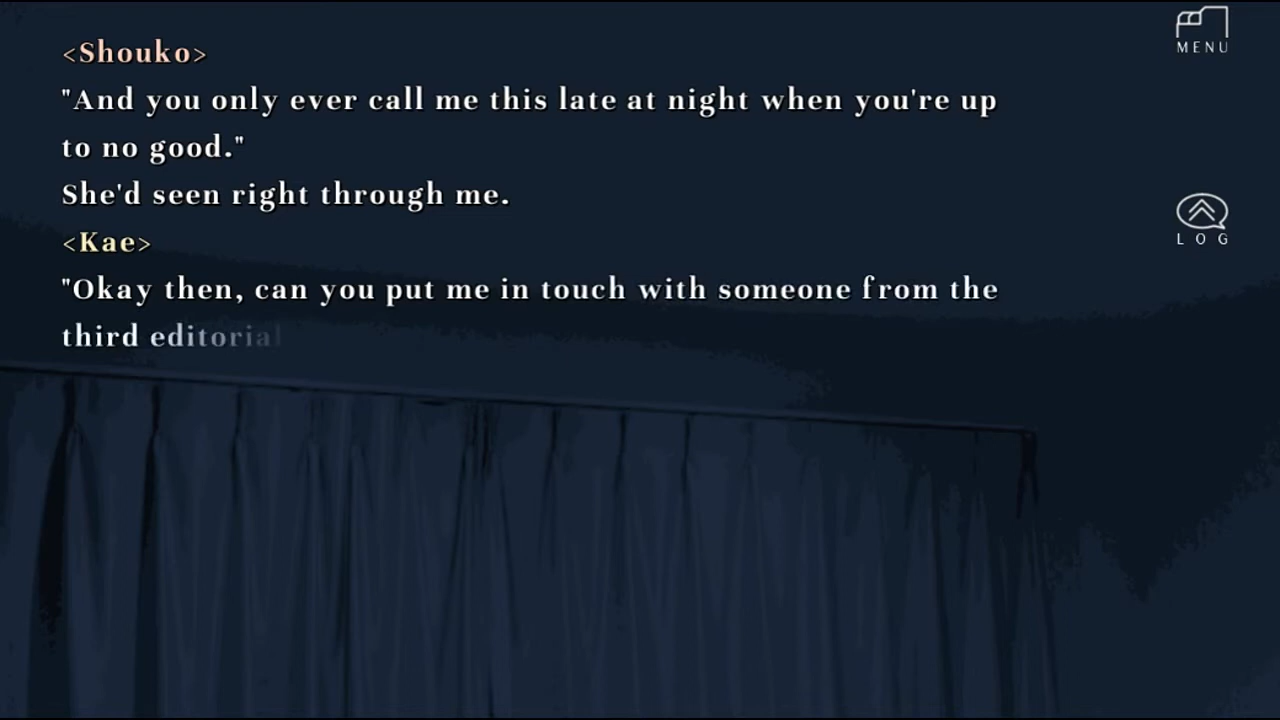 <Shouko>
"And you only ever call me this late at night when you're up
to no good."
She'd seen right through me.
<Kae>
"Okay then, can you put me in touch with someone from the
third editorial
MENU
LOG